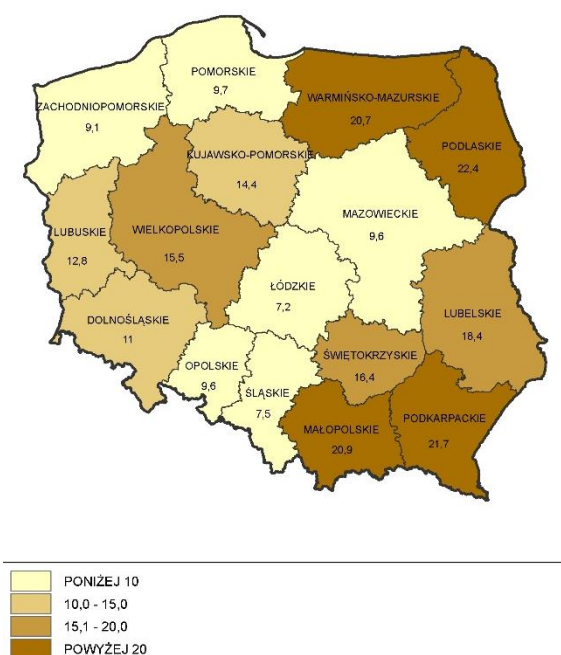 POMORSKIE
9,7
WARMIŃSKO-MAZURSKIE
20,7
ZACHODNIOPOMORSKIE
9,1
PODLASKIE
22,4
KUJAWSKO-POMORSKIE
14,4
MAZOWIECKIE
9,6
LUBUSKIE
12,8
WIELKOPOLSKIE
15,5
ŁÓDZKIE
7,2
LUBELSKIE
18,4
DOLNOŚLĄSKIE
11
ŚWIĘTOKRZYSKIE
16,4
OPOLSKIE
9,6
ŚLĄSKIE
7,5
MAŁOPOLSKIE
20,9
PODKARPACKIE
21,7
PONIŻEJ 10
10,0 - 15,0
15,1 - 20,0
POWYŻEJ 20